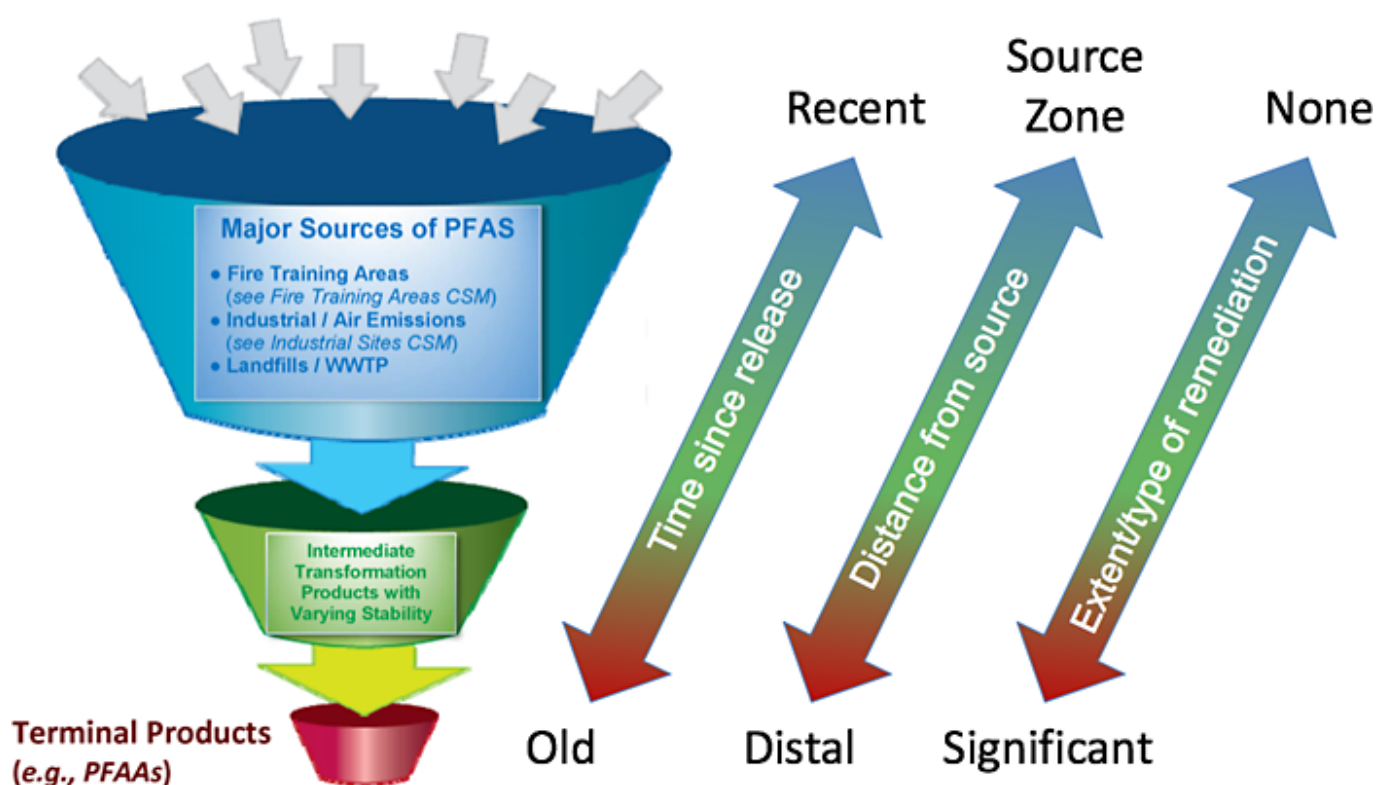 Major Sources of PFAS
● Fire Training Areas
(see Fire Training Areas CSM)
● Industrial / Air Emissions
(see Industrial Sites CSM)
● Landfills / WWTP
Intermediate
Transformation
Products with
Varying Stability
Terminal Products
(e.g., PFAAs)
Recent
Time since release
Old
Source
Zone
Distance from source
Distal
None
Extent/type of remediation
Significant